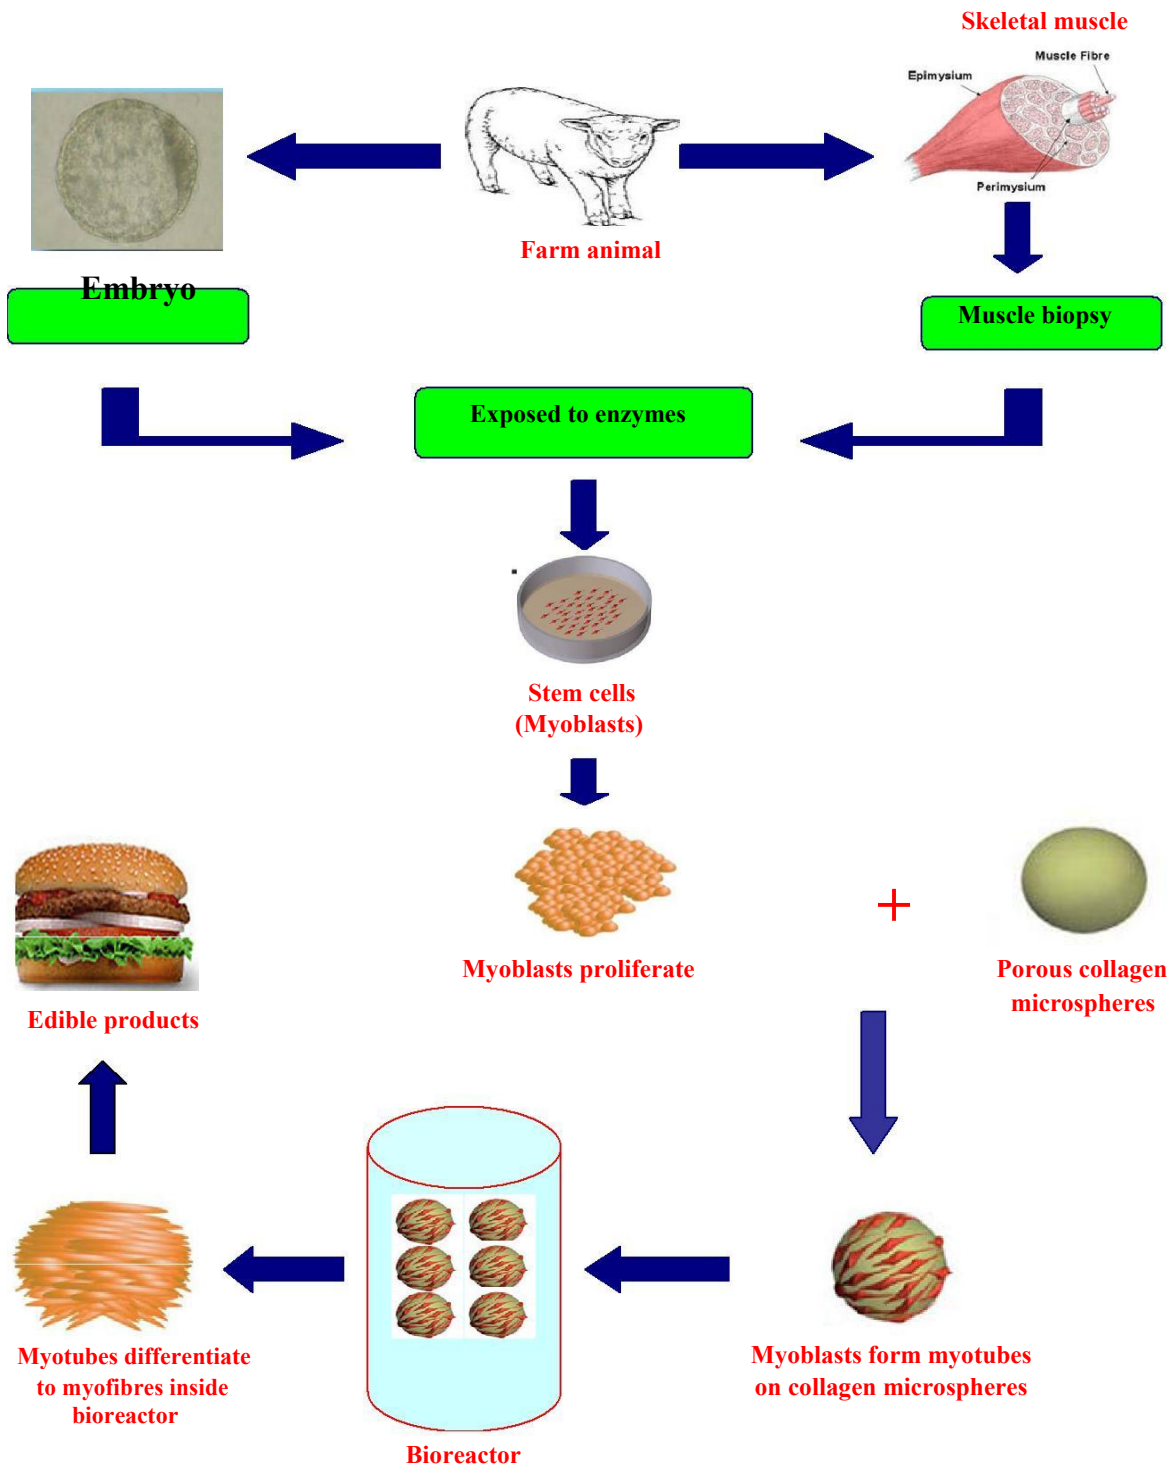 Skeletal muscle
Muscle Fibre
Epimysium
Perimysium
Farm animal
Embryo
Muscle biopsy
Exposed to enzymes
Stem cells
(Myoblasts)
Myoblasts proliferate
+
Porous collagen
microspheres
Edible products
Myotubes differentiate
to myofibres inside
bioreactor
Bioreactor
Myoblasts form myotubes
on collagen microspheres